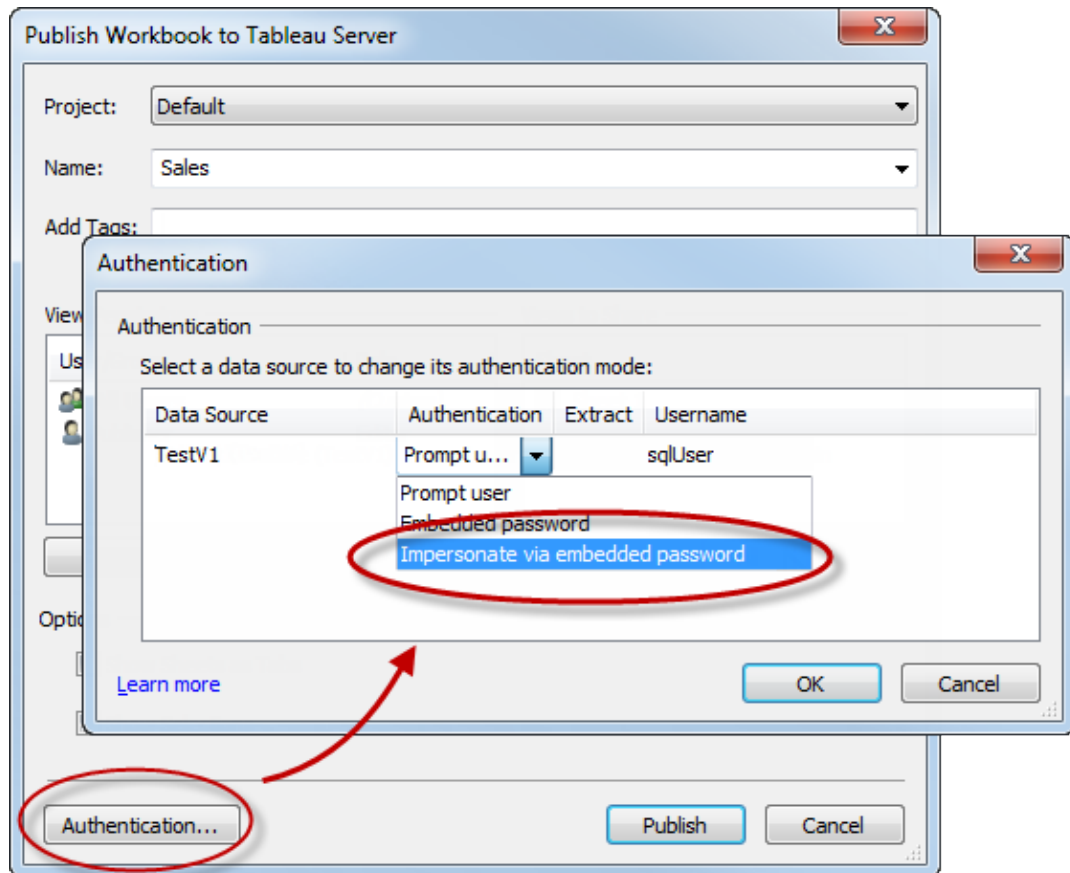 Publish Workbook to Tableau Server
Project: Default
Name: Sales
Add Tags:
Authentication
View
Authentication
Us
Select a data source to change its authentication mode:
Data Source Authentication Extract Username
TestV1 Prompt u... sqlUser
Prompt user
Embedded password
Impersonate via embedded password
Learn more
OK Cancel
Authentication... Publish Cancel